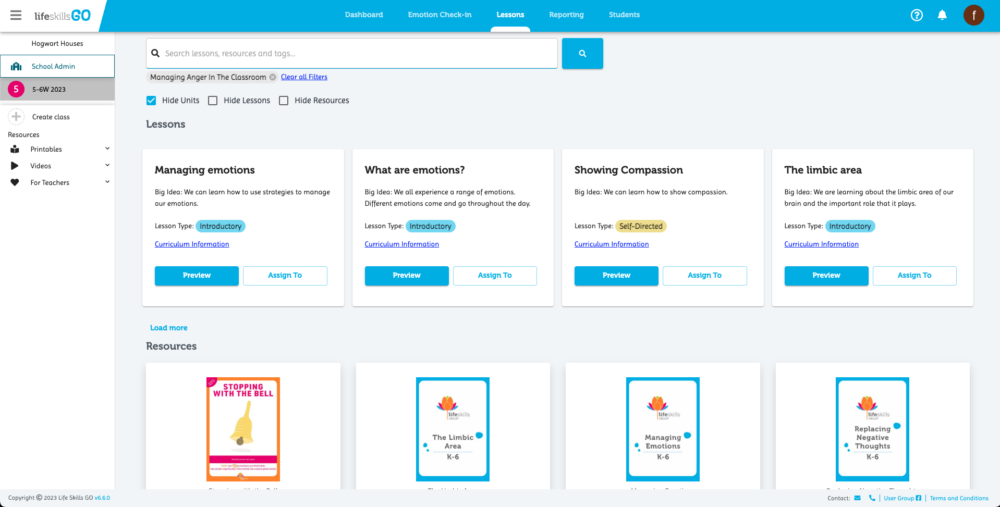 lifeskillsGO
Dashboard
Emotion Check-in
Lessons
Reporting
Students
f
Hogwart Houses
School Admin
5
5-6W 2023
Create class
Resources
Printables
Videos
For Teachers
Search lessons, resources and tags...
Managing Anger In The Classroom
Clear all Filters
Hide Units
Hide Lessons
Hide Resources
Lessons
Managing emotions
Big Idea: We can learn how to use strategies to manage
our emotions.
Lesson Type: Introductory
Curriculum Information
Preview
Assign To
What are emotions?
Big Idea: We all experience a range of emotions.
Different emotions come and go throughout the day.
Lesson Type: Introductory
Curriculum Information
Preview
Assign To
Showing Compassion
Big Idea: We can learn how to show compassion.
Lesson Type: Self-Directed
Curriculum Information
Preview
Assign To
The limbic area
Big Idea: We are learning about the limbic area of our
brain and the important role that it plays.
Lesson Type: Introductory
Curriculum Information
Preview
Assign To
Load more
Resources
STOPPING
WITH THE BELL
lifeskills
GROUP
The Limbic
Area
K-6
lifeskills
GROUP
Managing
Emotions
K-6
lifeskills
GROUP
Replacing
Negative
Thoughts
K-6
Copyright © 2023 Life Skills GO v6.6.0
Contact:
User Group
Terms and Conditions